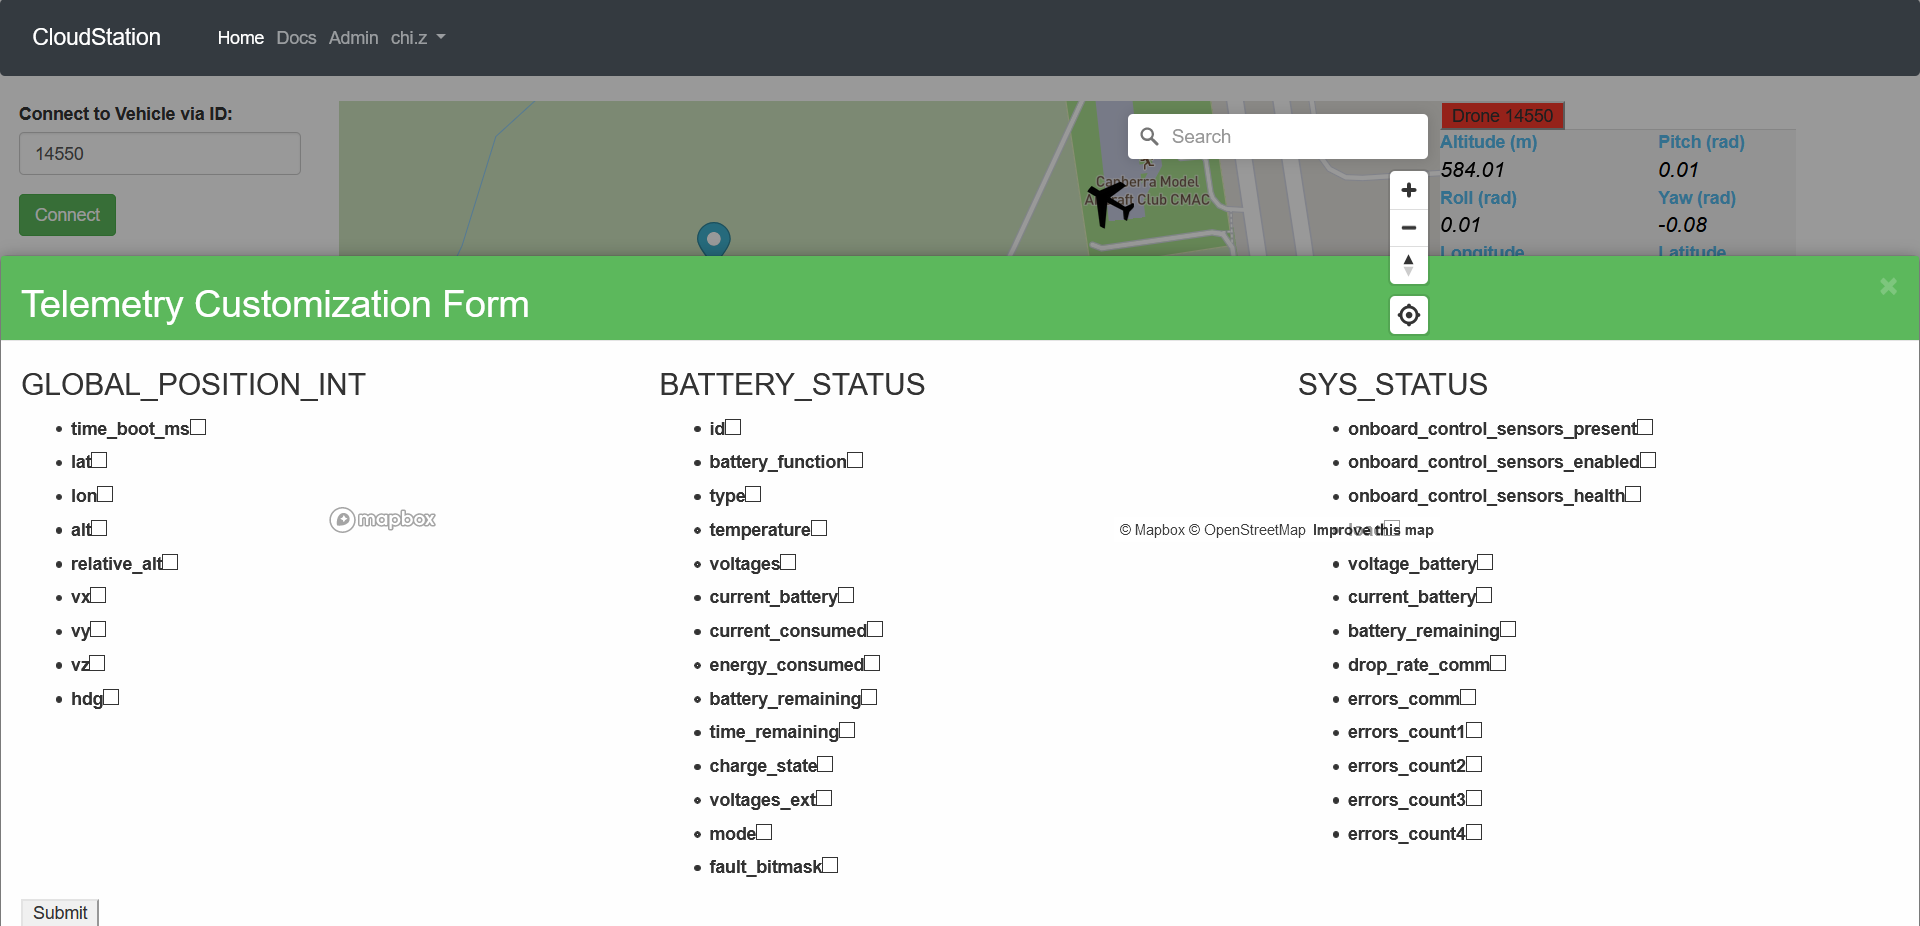 CloudStation Home Docs Admin chi.z
Connect to Vehicle via ID:
14550
Connect
Search
Canberra Model
Aircraft Club CMAC
Drone 14550
Altitude (m) Pitch (rad)
584.01 0.01
Roll (rad) Yaw (rad)
0.01 -0.08
Longitude Latitude
Telemetry Customization Form
GLOBAL_POSITION_INT
time_boot_ms
lat
lon
alt
relative_alt
vx
vy
vz
hdg
mapbox
BATTERY_STATUS
id
battery_function
type
temperature
voltages
current_battery
current_consumed
energy_consumed
battery_remaining
time_remaining
charge_state
voltages_ext
mode
fault_bitmask
SYS_STATUS
onboard_control_sensors_present
onboard_control_sensors_enabled
onboard_control_sensors_health
load
© Mapbox © OpenStreetMap Improve this map
voltage_battery
current_battery
battery_remaining
drop_rate_comm
errors_comm
errors_count1
errors_count2
errors_count3
errors_count4
Submit